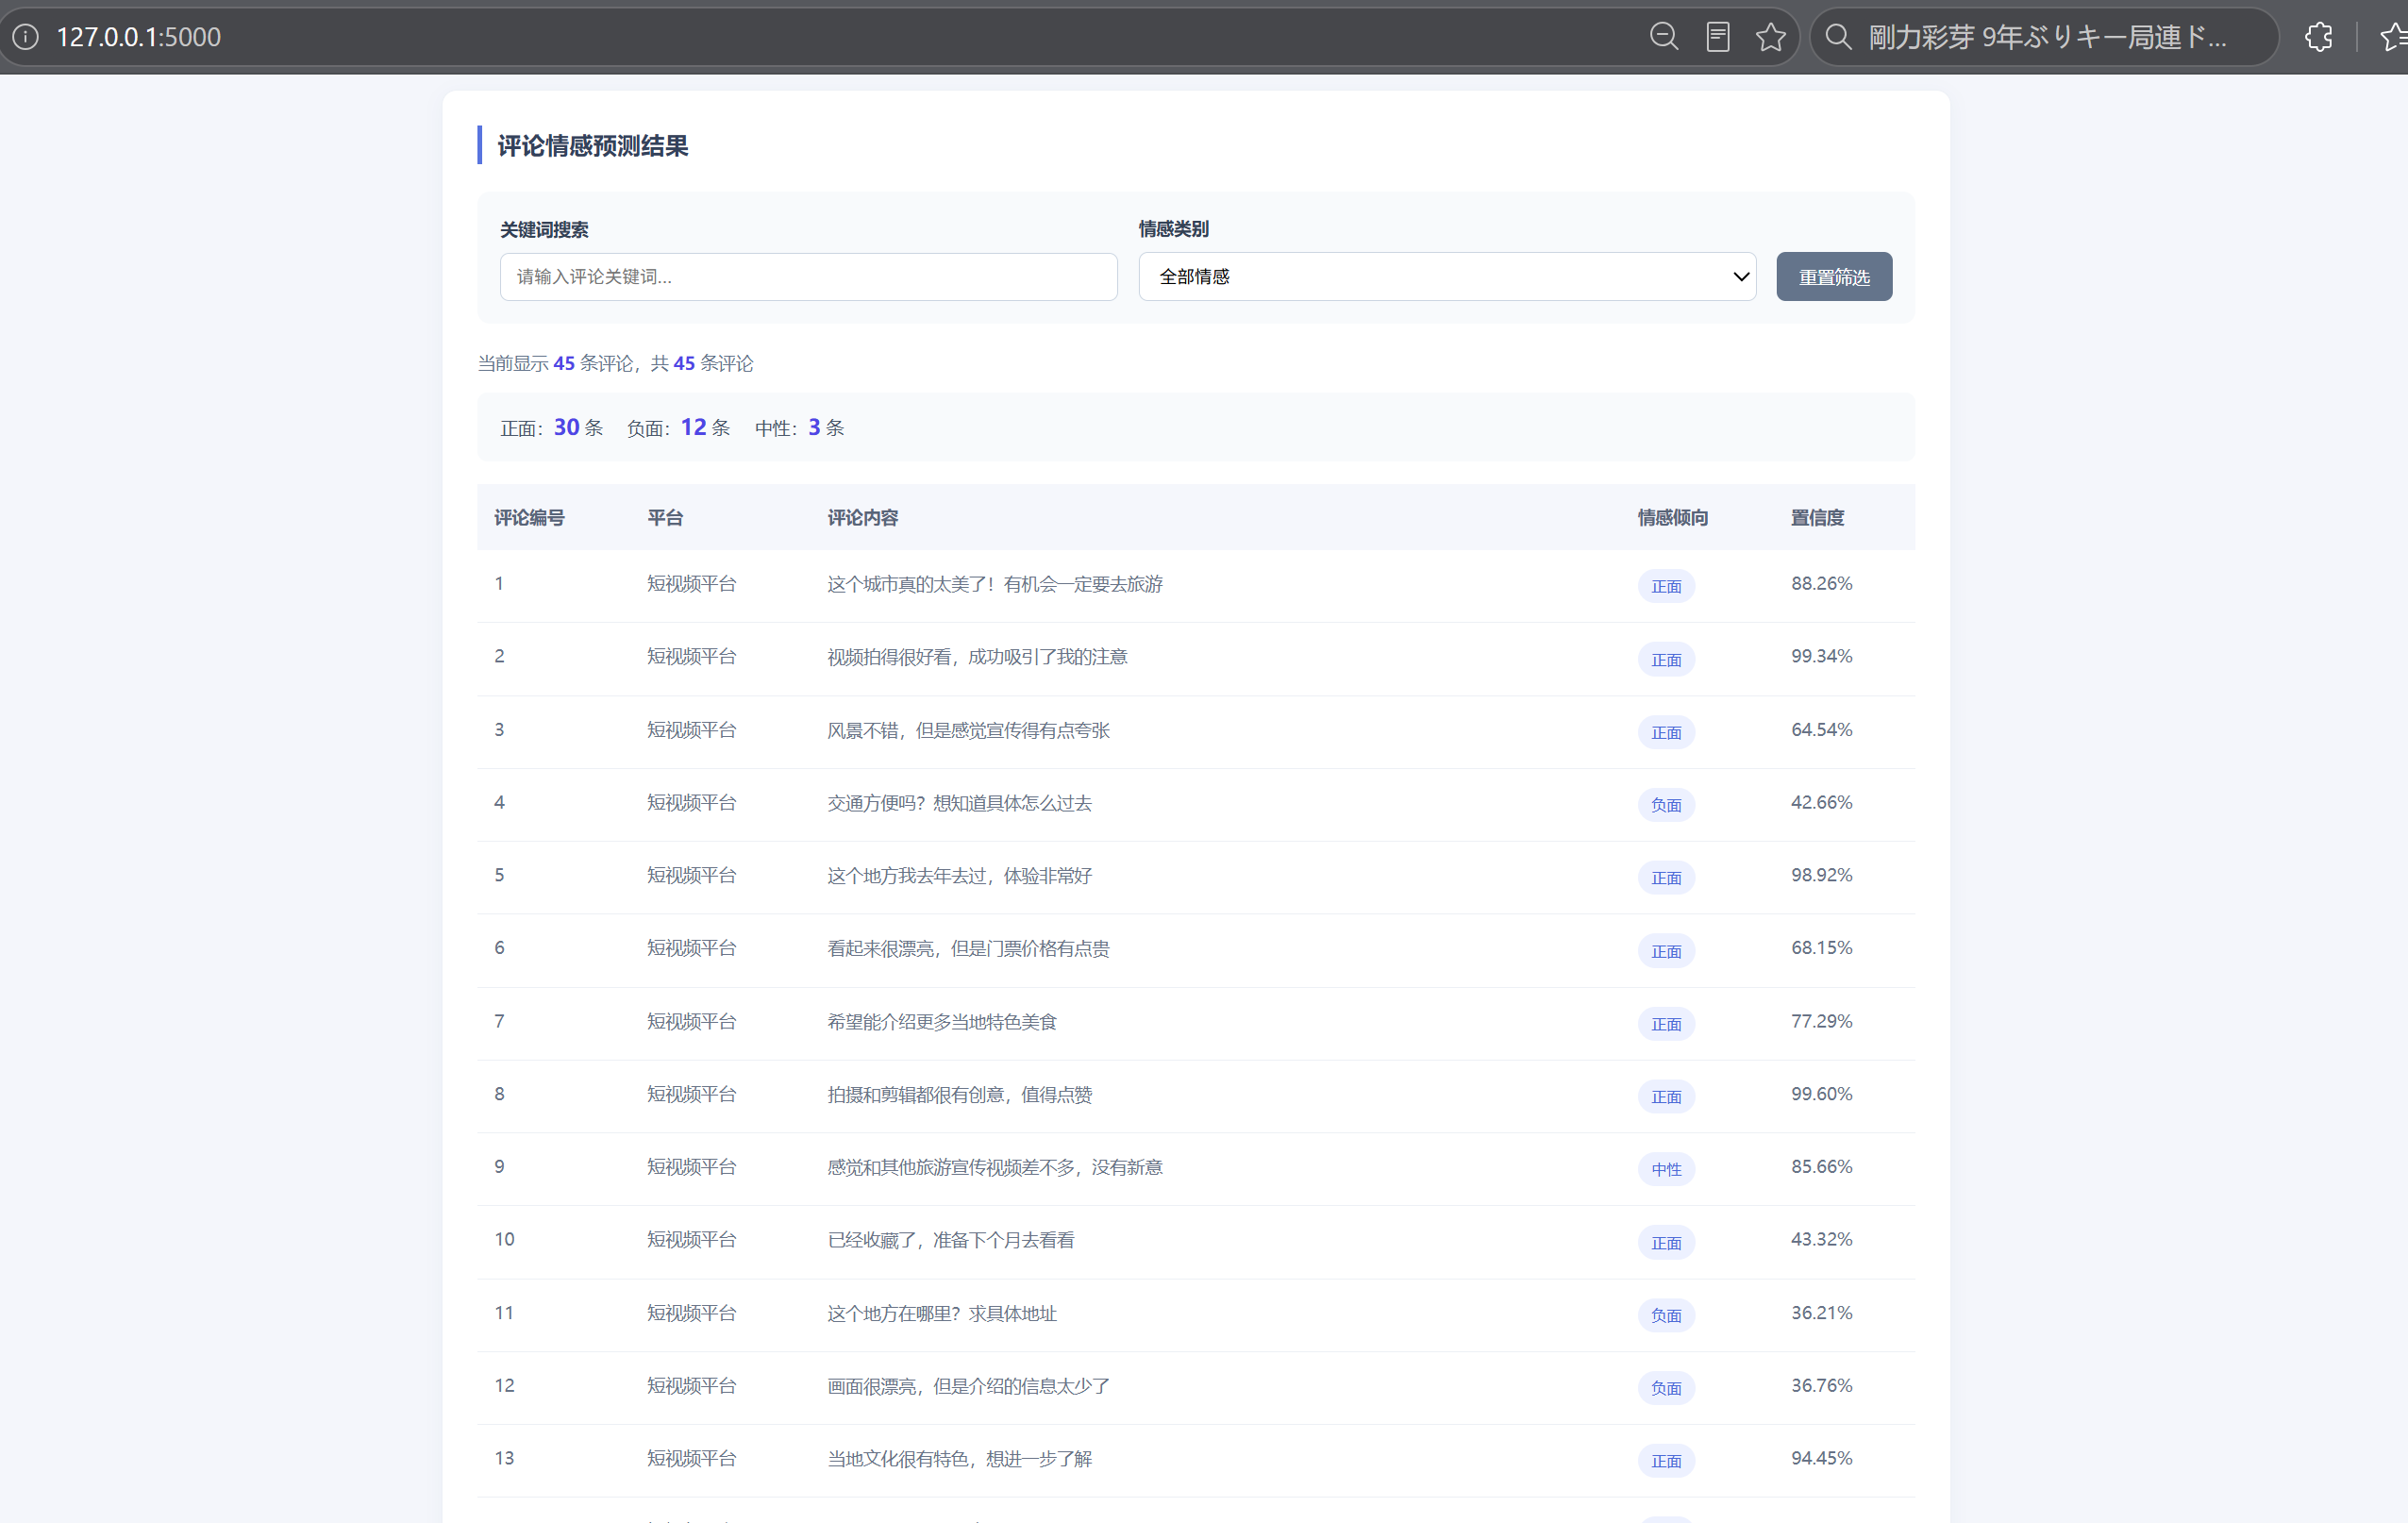 127.0.0.1:5000
剛力彩芽 9年ぶりキー局連ド...
评论情感预测结果
关键词搜索
情感类别
请输入评论关键词...
全部情感
重置筛选
当前显示 45 条评论，共 45 条评论
正面：30 条 负面：12 条 中性：3 条
评论编号 平台 评论内容 情感倾向 置信度
1 短视频平台 这个城市真的太美了！有机会一定要去旅游 正面 88.26%
2 短视频平台 视频拍得很好看，成功吸引了我的注意 正面 99.34%
3 短视频平台 风景不错，但是感觉宣传得有点夸张 正面 64.54%
4 短视频平台 交通方便吗？想知道具体怎么过去 负面 42.66%
5 短视频平台 这个地方我去年去过，体验非常好 正面 98.92%
6 短视频平台 看起来很漂亮，但是门票价格有点贵 正面 68.15%
7 短视频平台 希望能介绍更多当地特色美食 正面 77.29%
8 短视频平台 拍摄和剪辑都很有创意，值得点赞 正面 99.60%
9 短视频平台 感觉和其他旅游宣传视频差不多，没有新意 中性 85.66%
10 短视频平台 已经收藏了，准备下个月去看看 正面 43.32%
11 短视频平台 这个地方在哪里？求具体地址 负面 36.21%
12 短视频平台 画面很漂亮，但是介绍的信息太少了 负面 36.76%
13 短视频平台 当地文化很有特色，想进一步了解 正面 94.45%